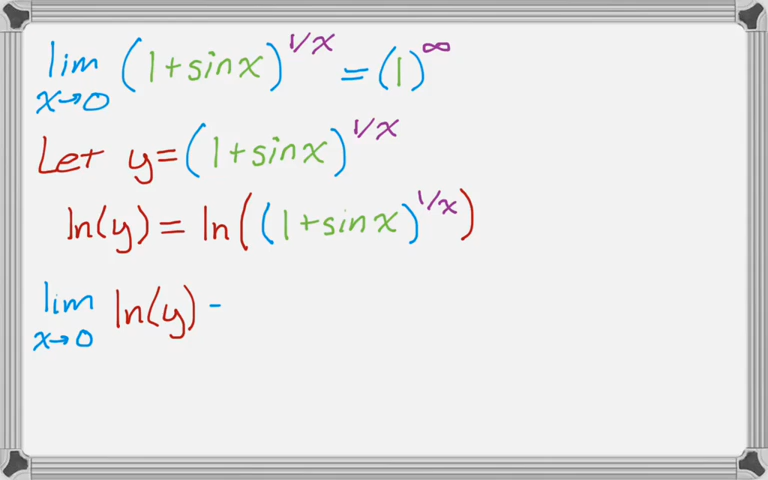 lim x→0 (1+sinx)^1/x = (1)^∞
Let y=(1+sinx)^1/x
ln(y) = ln((1+sinx)^1/x)
lim x→0 ln(y) -